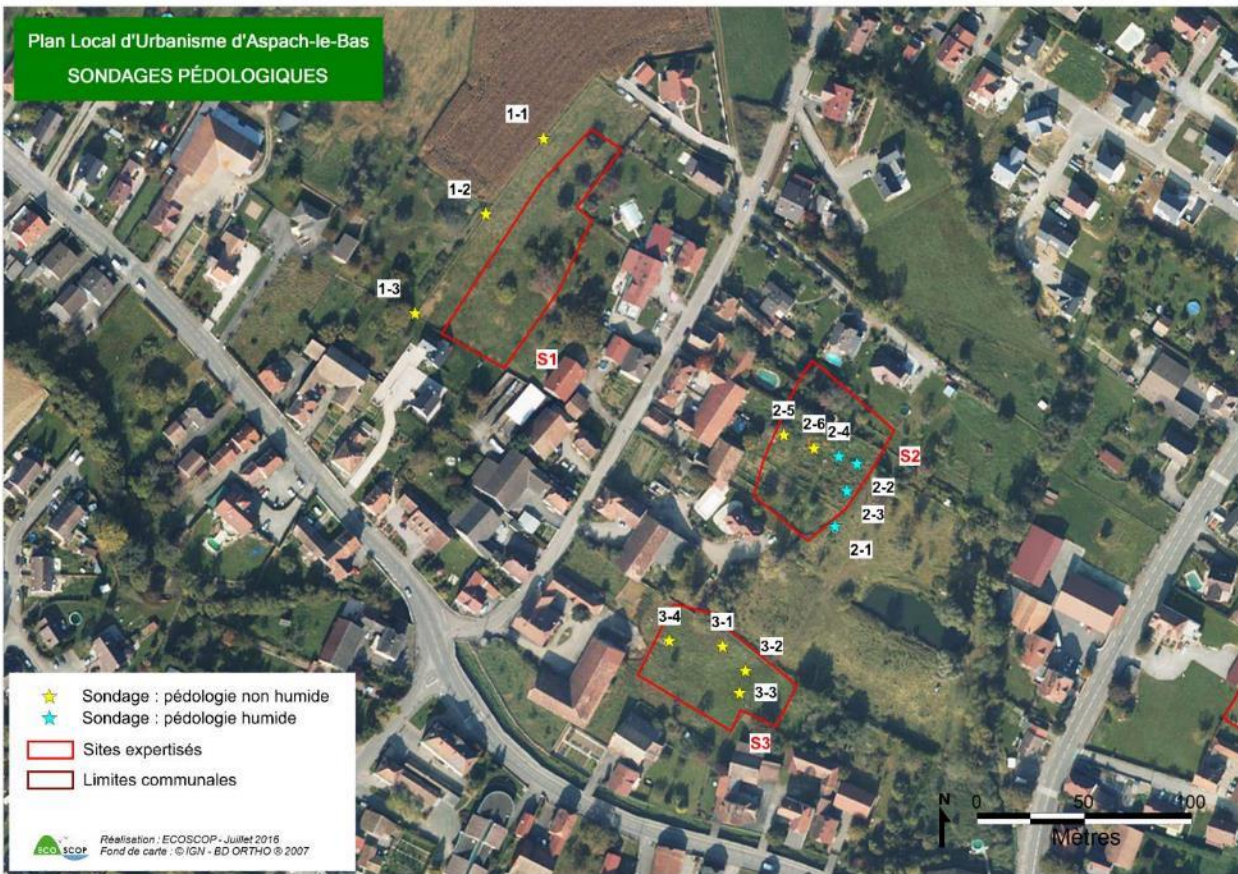 Plan Local d'Urbanisme d'Aspach-le-Bas
SONDAGES PÉDOLOGIQUES
1-1
1-2
1-3
S1
2-5
2-6
2-4
S2
2-2
2-3
2-1
3-4
3-1
3-2
3-3
S3
Sondage : pédologie non humide
Sondage : pédologie humide
Sites expertisés
Limites communales
ECO SCOP
Réalisation : ECOSCOP - Juillet 2016
Fond de carte : © IGN - BD ORTHO ® 2007
N 0 50 100
Mètres